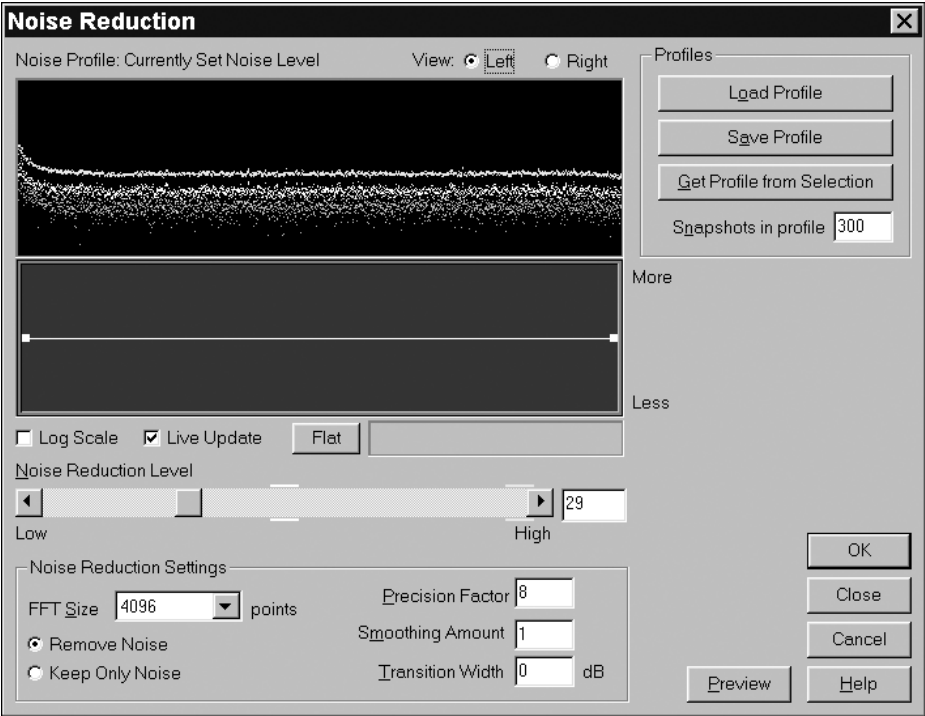 Noise Reduction
Noise Profile: Currently Set Noise Level
View: Left Right
Profiles
Load Profile
Save Profile
Get Profile from Selection
Snapshots in profile 300
More
Less
Log Scale Live Update Flat
Noise Reduction Level
29
Low High
Noise Reduction Settings
FFT Size 4096 points
Remove Noise
Keep Only Noise
Precision Factor 8
Smoothing Amount 1
Transition Width 0 dB
OK
Close
Cancel
Preview Help